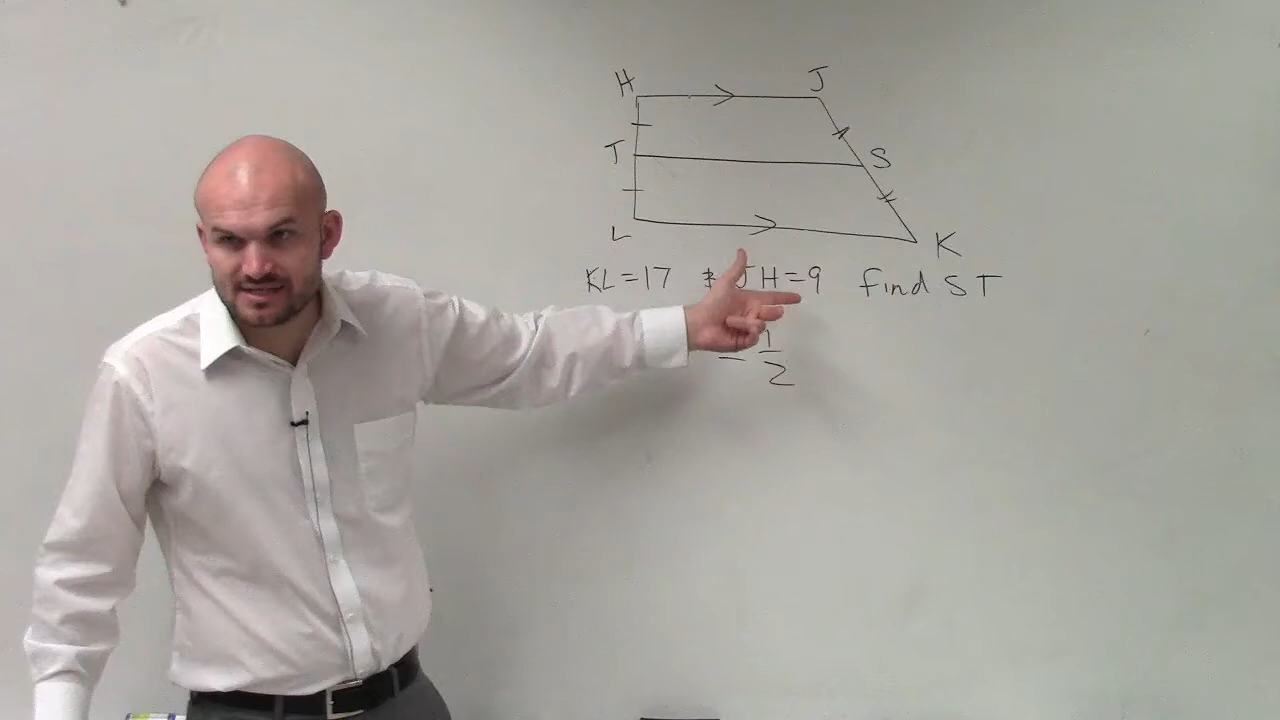 H J
T S
L K
KL = 17 JH = 9 find ST
= 1/2